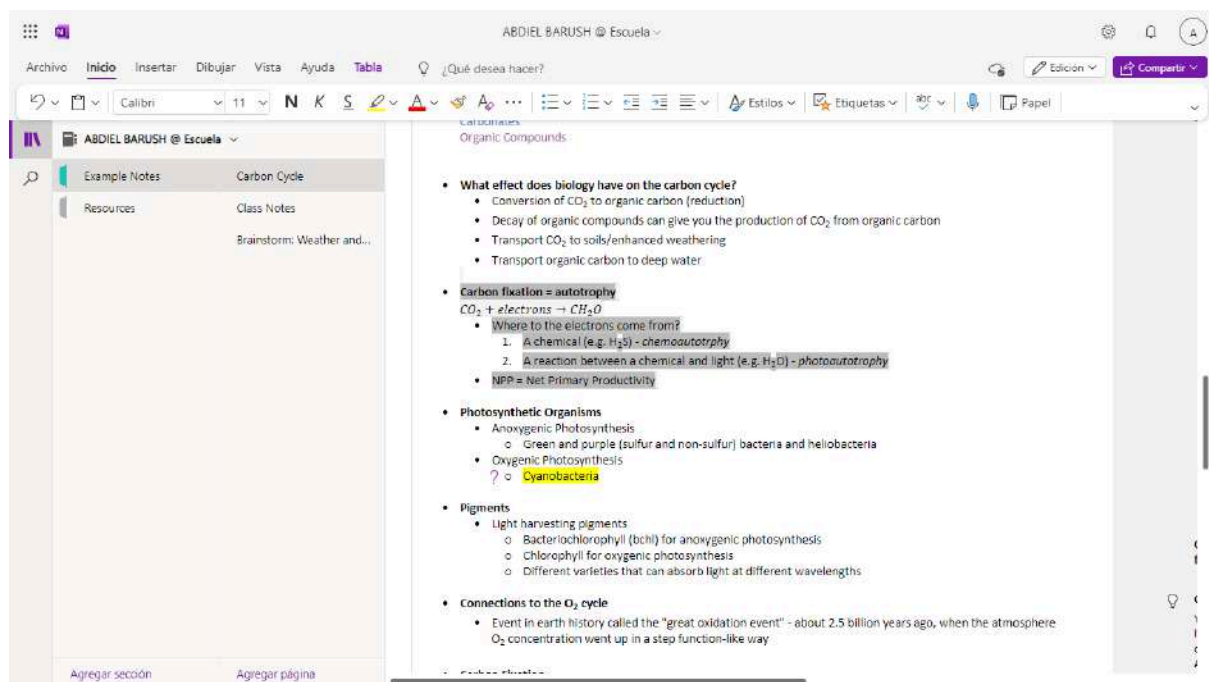 ABDIEL BARUSH @ Escuela
A
Archivo Inicio Insertar Dibujar Vista Ayuda Tabla ¿Qué desea hacer? Edición Compartir
Calibri 11 N K S A A Estilos Etiquetas abc Papel
ABDIEL BARUSH @ Escuela
Example Notes
Resources
Carbon Cycle
Class Notes
Brainstorm: Weather and...
Agregar sección
Agregar página
Carbonates
Organic Compounds
• What effect does biology have on the carbon cycle?
• Conversion of CO₂ to organic carbon (reduction)
• Decay of organic compounds can give you the production of CO₂ from organic carbon
• Transport CO₂ to soils/enhanced weathering
• Transport organic carbon to deep water
• Carbon fixation = autotrophy
CO₂ + electrons → CH₂O
• Where to the electrons come from?
1. A chemical (e.g. H₂S) - chemoautotrphy
2. A reaction between a chemical and light (e.g. H₂O) - photoautotrophy
• NPP = Net Primary Productivity
• Photosynthetic Organisms
• Anoxygenic Photosynthesis
o Green and purple (sulfur and non-sulfur) bacteria and heliobacteria
• Oxygenic Photosynthesis
? o Cyanobacteria
• Pigments
• Light harvesting pigments
o Bacteriochlorophyll (bchl) for anoxygenic photosynthesis
o Chlorophyll for oxygenic photosynthesis
o Different varieties that can absorb light at different wavelengths
• Connections to the O₂ cycle
• Event in earth history called the "great oxidation event" - about 2.5 billion years ago, when the atmosphere
O₂ concentration went up in a step function-like way